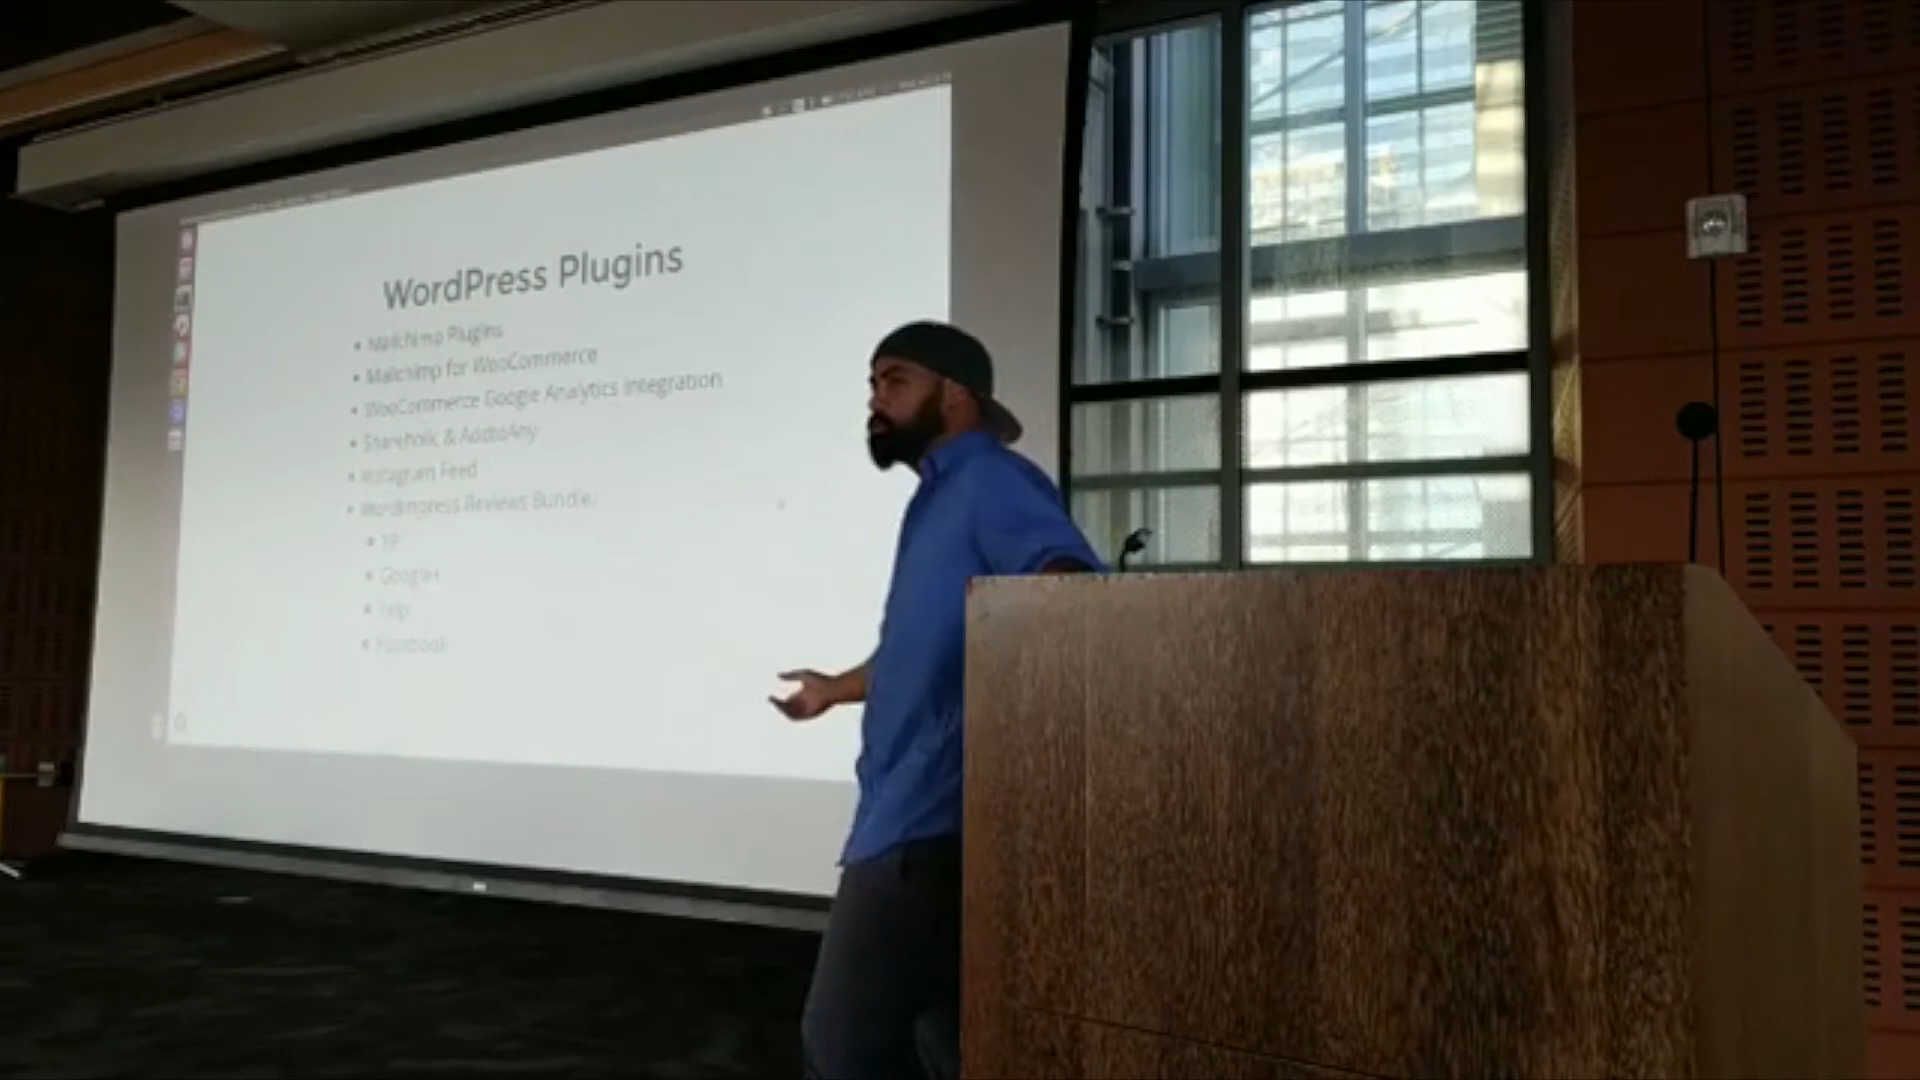 WordPress Plugins
• Mailchimp Plugins
• Mailchimp for WooCommerce
• WooCommerce Google Analytics Integration
• Shareholic & AddtoAny
• Instagram Feed
• Reviews Bundle:
• YP
• Google+
• Yelp
• Facebook